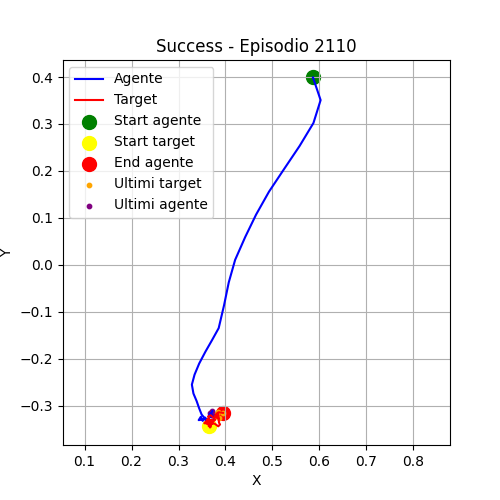 Success - Episodio 2110
Agente
Target
Start agente
Start target
End agente
Ultimi target
Ultimi agente
Y
0.4
0.3
0.2
0.1
0.0
−0.1
−0.2
−0.3
0.1 0.2 0.3 0.4 0.5 0.6 0.7 0.8
X